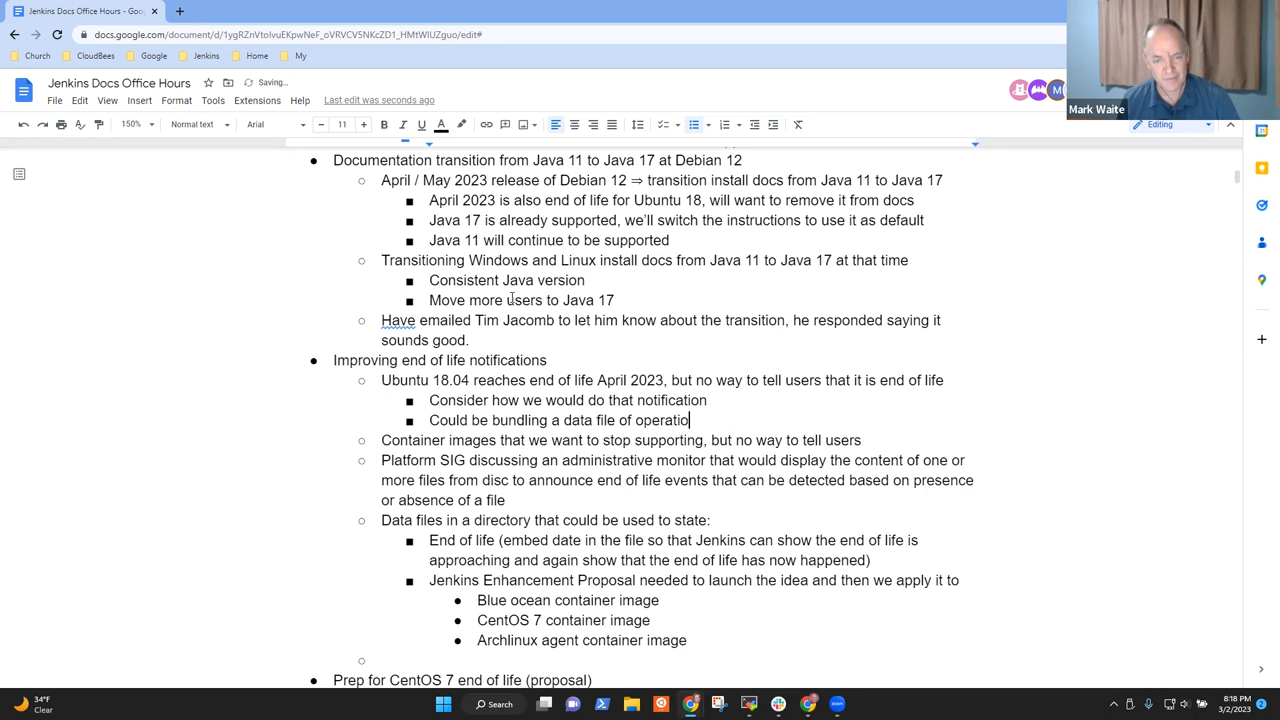 Jenkins Docs Office Hours - Goo
docs.google.com/document/d/1ygRZnVtoIvuEKpwNeF_oVRVCV5NKcZD1_HMtWIUZguo/edit#
Church CloudBees Google Jenkins Home My
Jenkins Docs Office Hours Saving...
File Edit View Insert Format Tools Extensions Help Last edit was seconds ago
Mark Waite
150% Normal text Arial 11 Editing
● Documentation transition from Java 11 to Java 17 at Debian 12
○ April / May 2023 release of Debian 12 ⇒ transition install docs from Java 11 to Java 17
■ April 2023 is also end of life for Ubuntu 18, will want to remove it from docs
■ Java 17 is already supported, we'll switch the instructions to use it as default
■ Java 11 will continue to be supported
○ Transitioning Windows and Linux install docs from Java 11 to Java 17 at that time
■ Consistent Java version
■ Move more users to Java 17
○ Have emailed Tim Jacomb to let him know about the transition, he responded saying it
sounds good.
● Improving end of life notifications
○ Ubuntu 18.04 reaches end of life April 2023, but no way to tell users that it is end of life
■ Consider how we would do that notification
■ Could be bundling a data file of operatio
○ Container images that we want to stop supporting, but no way to tell users
○ Platform SIG discussing an administrative monitor that would display the content of one or
more files from disc to announce end of life events that can be detected based on presence
or absence of a file
○ Data files in a directory that could be used to state:
■ End of life (embed date in the file so that Jenkins can show the end of life is
approaching and again show that the end of life has now happened)
■ Jenkins Enhancement Proposal needed to launch the idea and then we apply it to
● Blue ocean container image
● CentOS 7 container image
● Archlinux agent container image
○
● Prep for CentOS 7 end of life (proposal)
34°F
Clear
Search
8:18 PM
3/2/2023